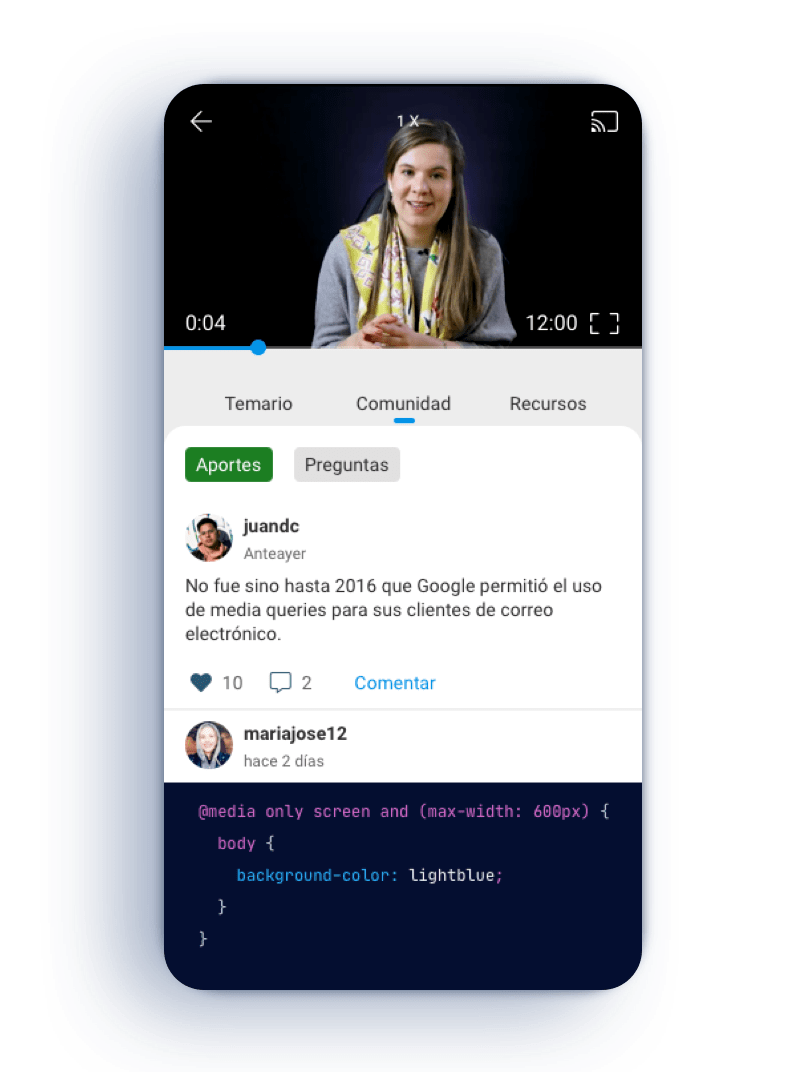 1 X
0:04
12:00
Temario
Comunidad
Recursos
Aportes
Preguntas
juandc
Anteayer
No fue sino hasta 2016 que Google permitió el uso
de media queries para sus clientes de correo
electrónico.
10
2
Comentar
mariajose12
hace 2 días
@media only screen and (max-width: 600px) {
body {
background-color: lightblue;
}
}